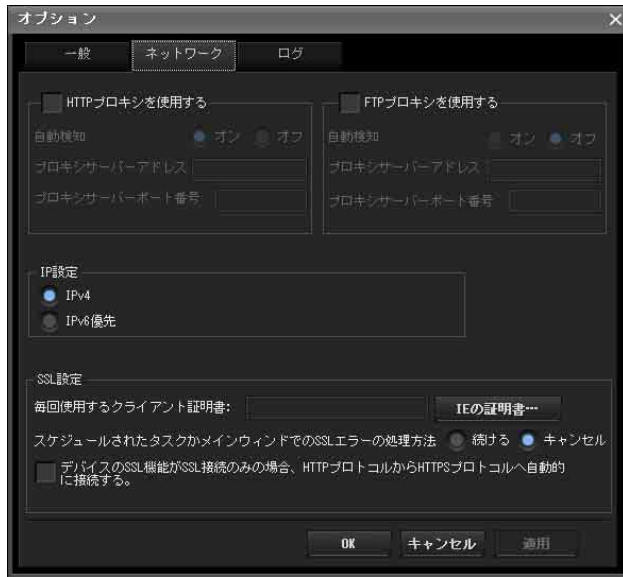 オプション
一般 ネットワーク ログ
HTTPプロキシを使用する
自動検知 オン オフ
プロキシサーバーアドレス
プロキシサーバーポート番号
FTPプロキシを使用する
自動検知 オン オフ
プロキシサーバーアドレス
プロキシサーバーポート番号
IP設定
IPv4
IPv6優先
SSL設定
毎回使用するクライアント証明書:
IEの証明書…
スケジュールされたタスクかメインウィンドでのSSLエラーの処理方法 続ける キャンセル
デバイスのSSL機能がSSL接続のみの場合、HTTPプロトコルからHTTPSプロトコルへ自動的
に接続する。
OK キャンセル 適用